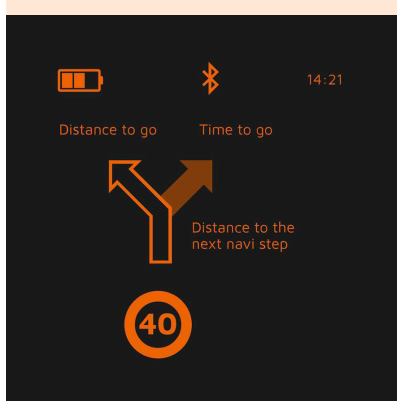 14:21
Distance to go
Time to go
Distance to the
next navi step
40